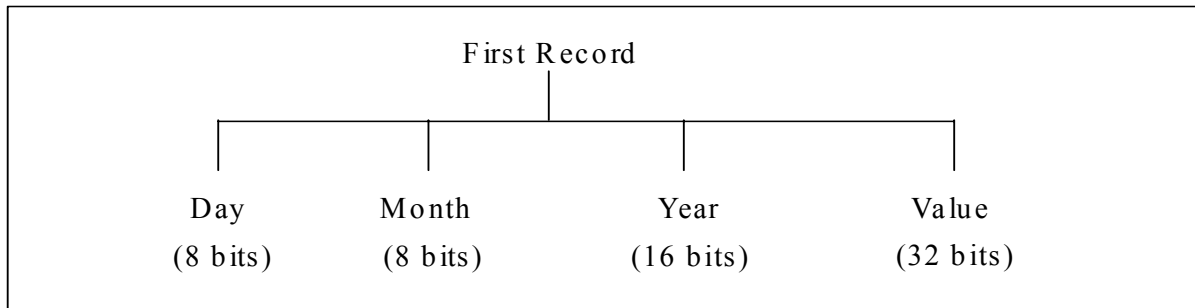 First Record
Day Month Year Value
(8 bits) (8 bits) (16 bits) (32 bits)